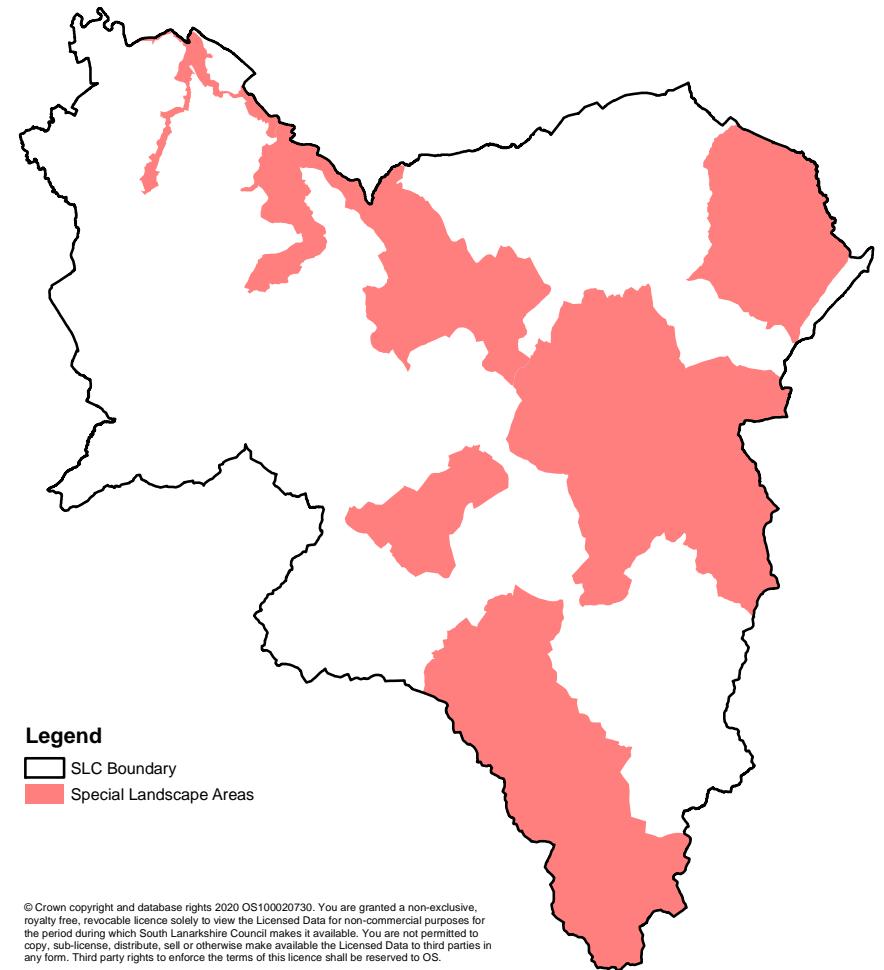 Legend
SLC Boundary
Special Landscape Areas
© Crown copyright and database rights 2020 OS100020730. You are granted a non-exclusive,
royalty free, revocable licence solely to view the Licensed Data for non-commercial purposes for
the period during which South Lanarkshire Council makes it available. You are not permitted to
copy, sub-license, distribute, sell or otherwise make available the Licensed Data to third parties in
any form. Third party rights to enforce the terms of this licence shall be reserved to OS.